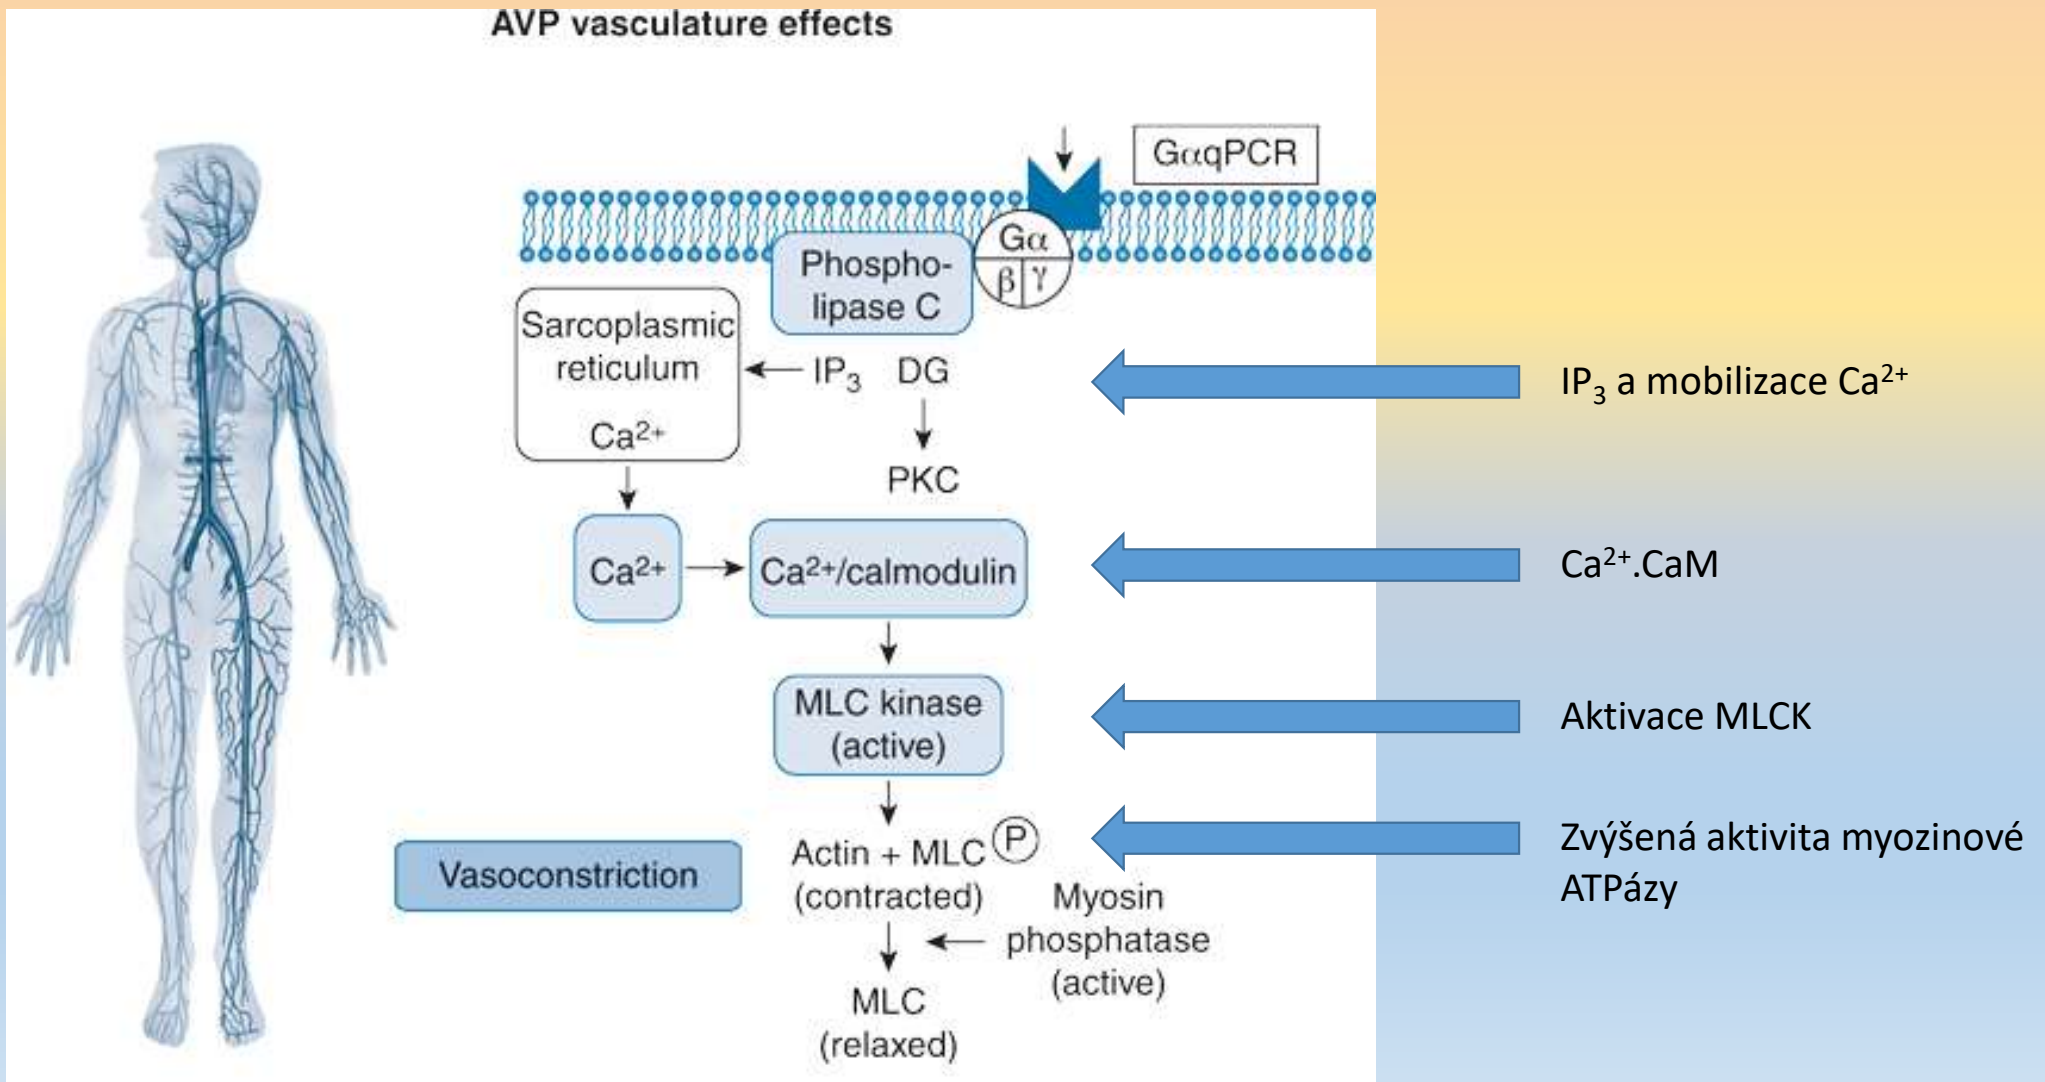 AVP vasculature effects
GαqPCR
Gα
β γ
Phospho-
lipase C
Sarcoplasmic
reticulum
Ca²⁺
IP₃ DG
PKC
IP₃ a mobilizace Ca²⁺
Ca²⁺
Ca²⁺/calmodulin
Ca²⁺.CaM
MLC kinase
(active)
Aktivace MLCK
Vasoconstriction
Actin + MLC P
(contracted)
Zvýšená aktivita myozinové
ATPázy
Myosin
phosphatase
(active)
MLC
(relaxed)